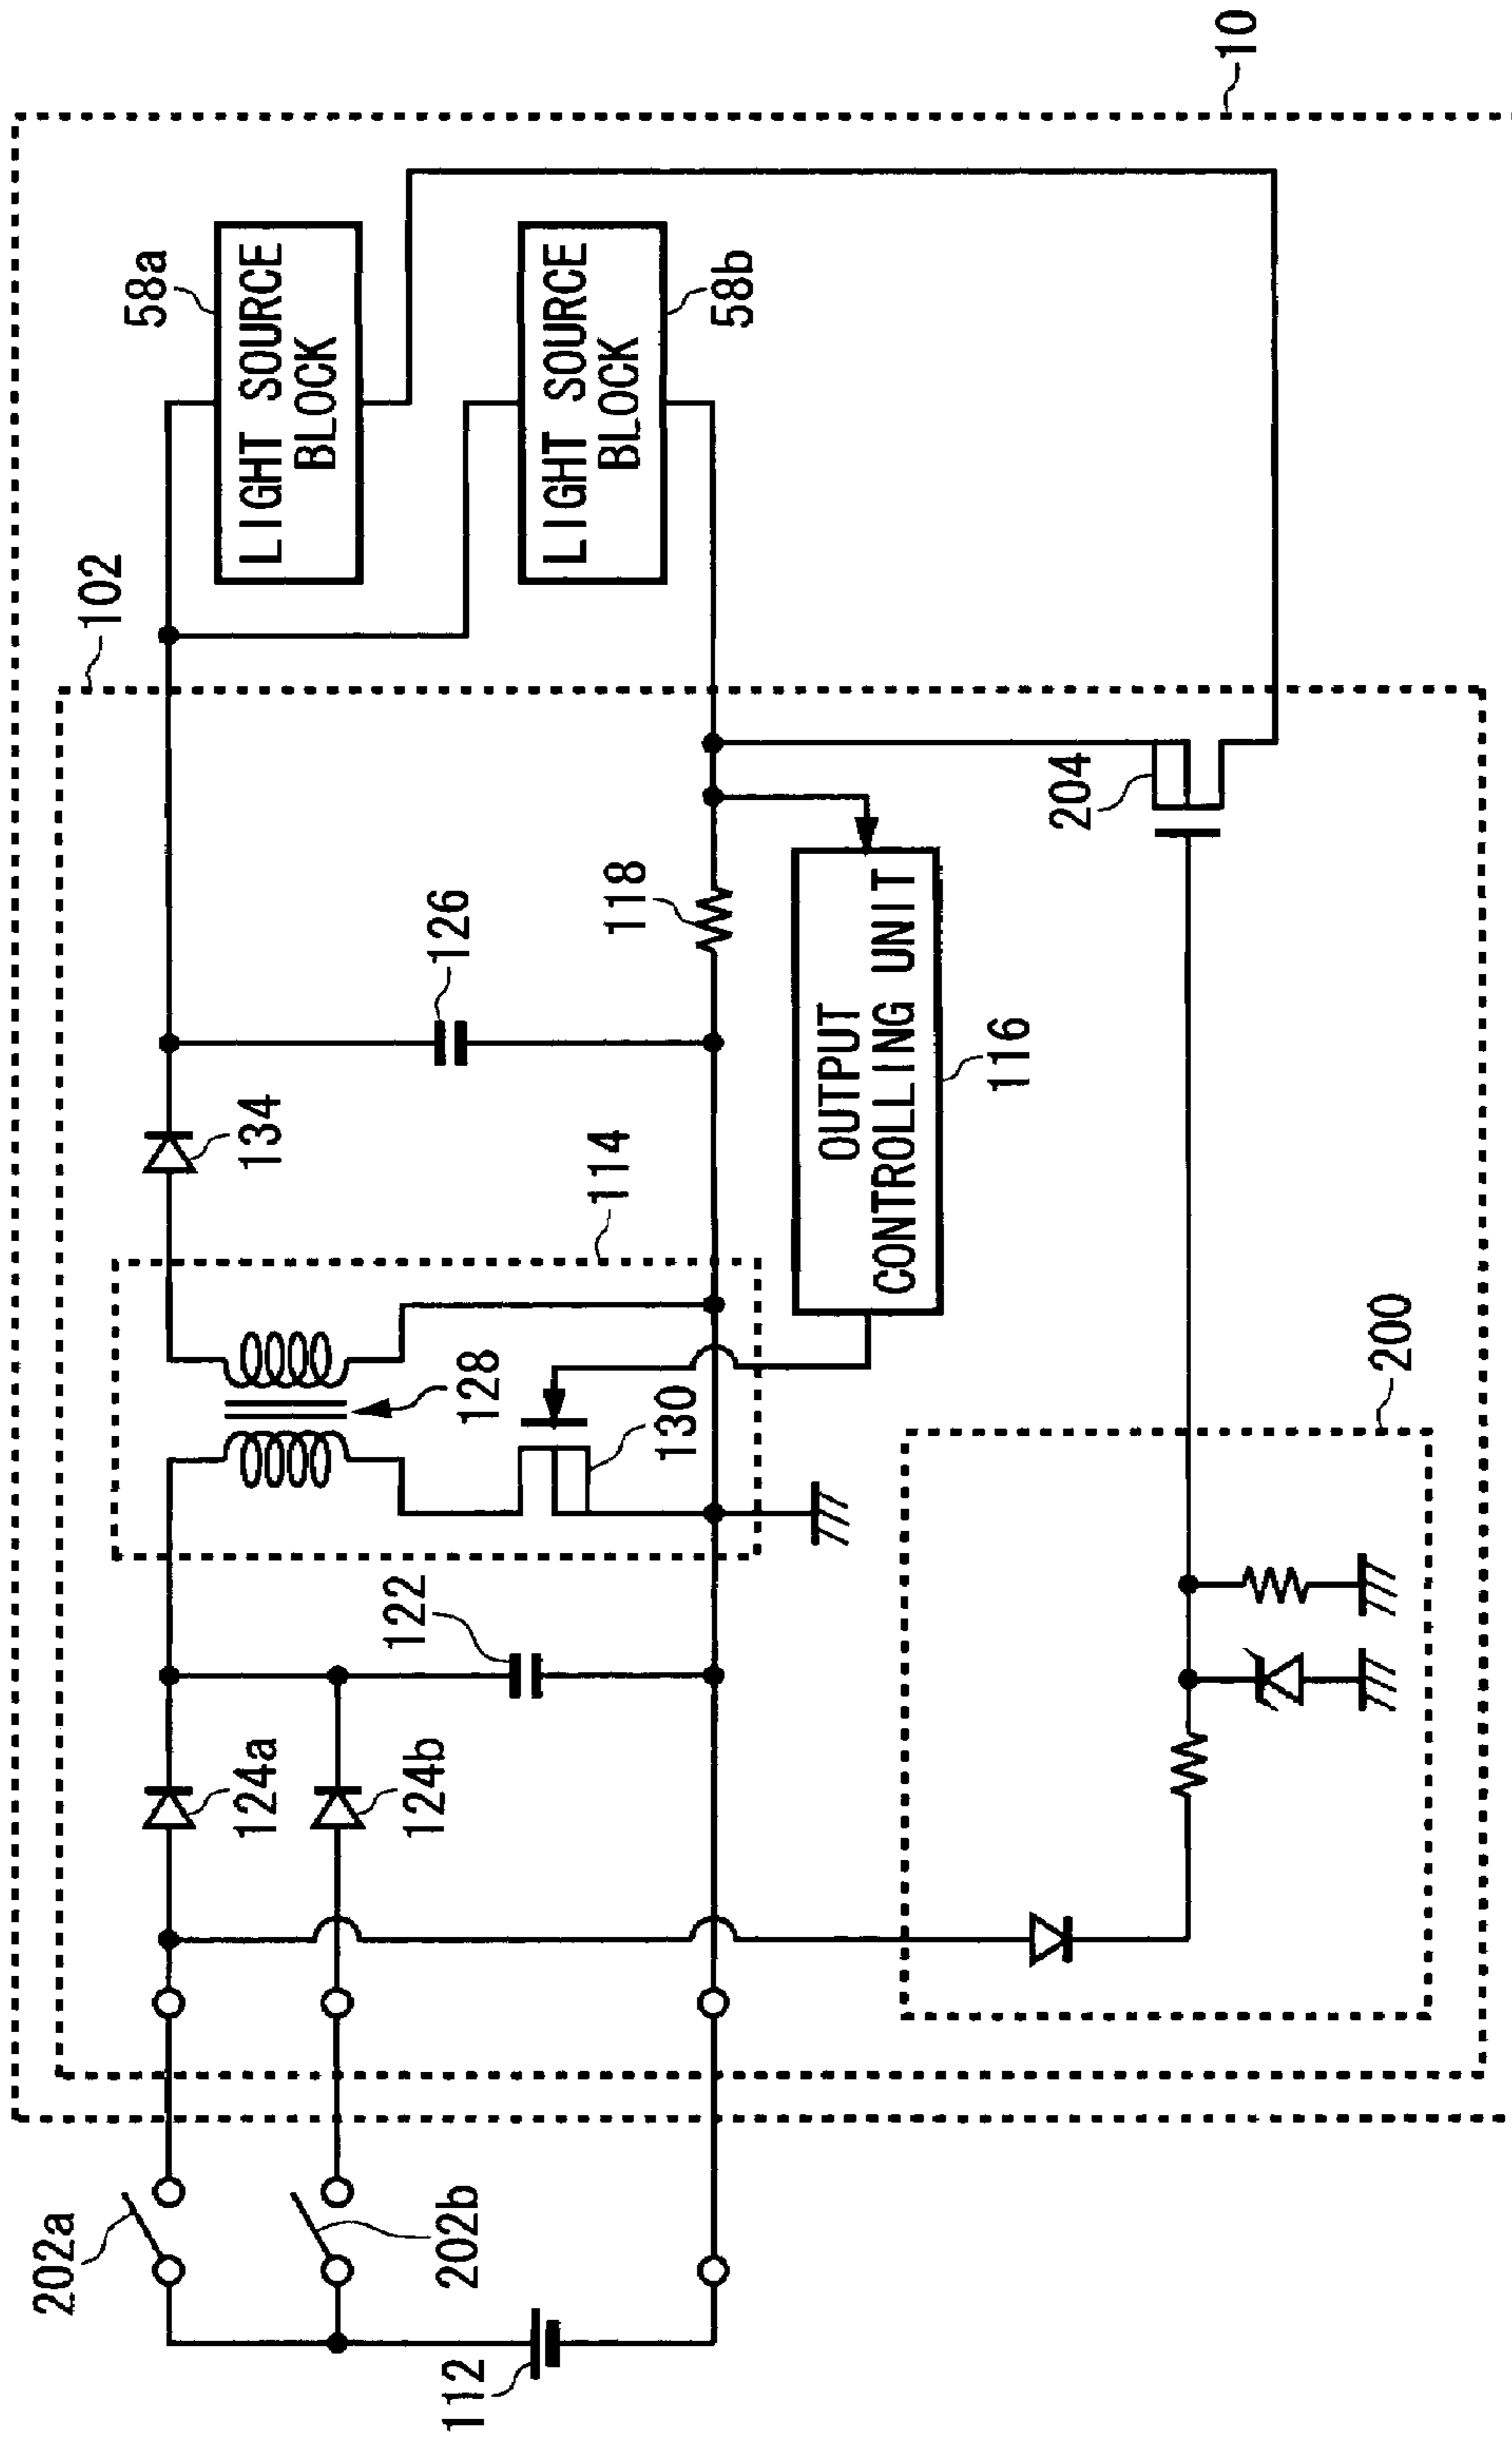 10
102
58a
LIGHT SOURCE
BLOCK
58b
LIGHT SOURCE
BLOCK
134
126
118
114
128
130
OUTPUT
CONTROLLING UNIT
116
204
200
122
124a
124b
202a
202b
112